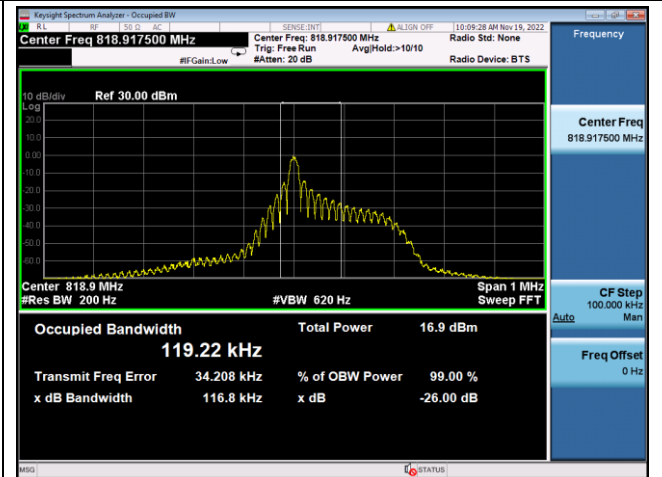 Keysight Spectrum Analyzer - Occupied BW
RL RF 50 Ω AC SENSE:INT ALIGN OFF 10:09:28 AM Nov 19, 2022
Center Freq 818.917500 MHz
Center Freq: 818.917500 MHz Radio Std: None
Trig: Free Run Avg|Hold:>10/10
#IFGain:Low #Atten: 20 dB Radio Device: BTS
10 dB/div Ref 30.00 dBm
Log
20.0
10.0
0.00
-10.0
-20.0
-30.0
-40.0
-50.0
-60.0
Center 818.9 MHz Span 1 MHz
#Res BW 200 Hz #VBW 620 Hz Sweep FFT
Occupied Bandwidth Total Power 16.9 dBm
119.22 kHz
Transmit Freq Error 34.208 kHz % of OBW Power 99.00 %
x dB Bandwidth 116.8 kHz x dB -26.00 dB
Frequency
Center Freq
818.917500 MHz
CF Step
100.000 kHz
Auto Man
Freq Offset
0 Hz
MSG STATUS